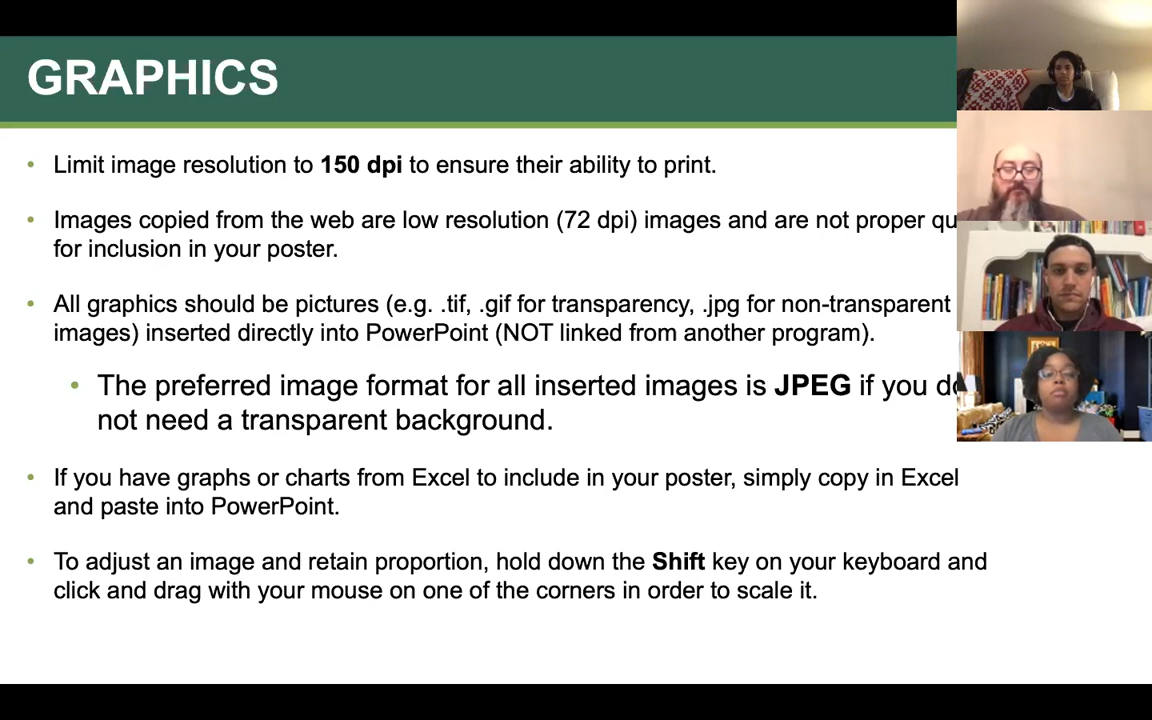 GRAPHICS
• Limit image resolution to 150 dpi to ensure their ability to print.
• Images copied from the web are low resolution (72 dpi) images and are not proper
for inclusion in your poster.
• All graphics should be pictures (e.g. .tif, .gif for transparency, .jpg for non-transparent
images) inserted directly into PowerPoint (NOT linked from another program).
• The preferred image format for all inserted images is JPEG if you do
not need a transparent background.
• If you have graphs or charts from Excel to include in your poster, simply copy in Excel
and paste into PowerPoint.
• To adjust an image and retain proportion, hold down the Shift key on your keyboard and
click and drag with your mouse on one of the corners in order to scale it.